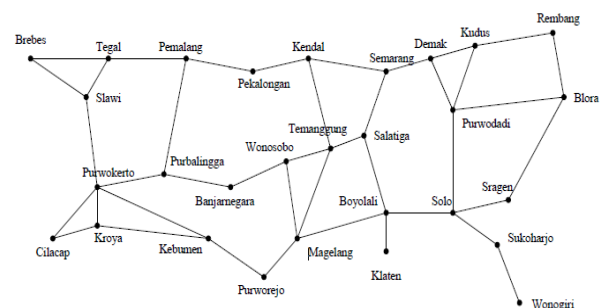 Rembang
Brebes
Tegal
Pemalang
Kendal
Demak
Kudus
Semarang
Pekalongan
Slawi
Blora
Purwodadi
Temanggung
Salatiga
Wonosobo
Purbalingga
Purwokerto
Banjarnegara
Boyolali
Solo
Sragen
Cilacap
Kroya
Kebumen
Magelang
Sukoharjo
Klaten
Purworejo
Wonogiri